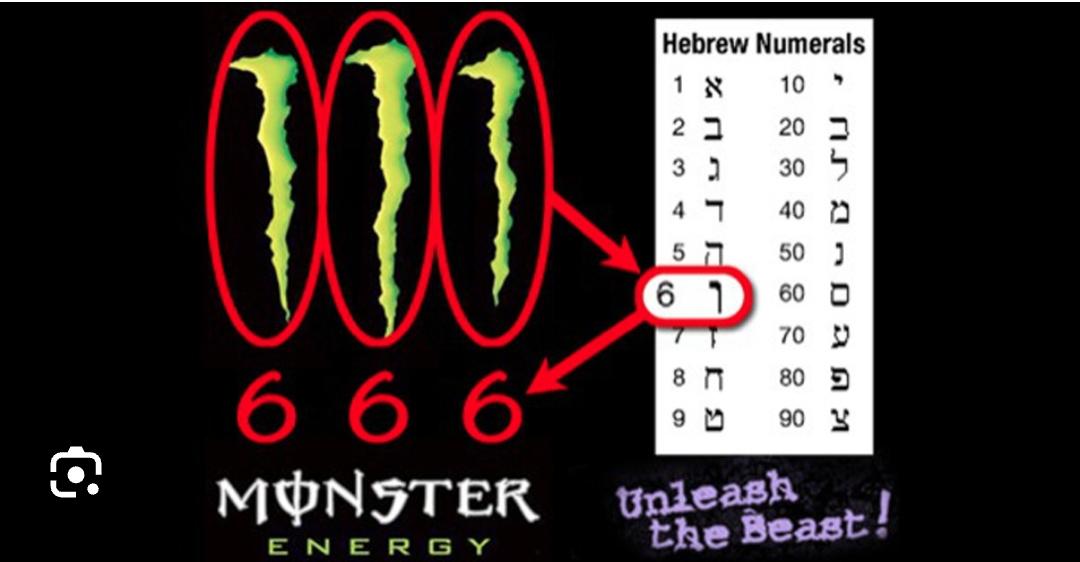 Hebrew Numerals
1 א 10 י
2 ב 20 כ
3 ג 30 ל
4 ד 40 מ
5 ה 50 נ
6 ו 60 ס
7 ז 70 ע
8 ח 80 פ
9 ט 90 צ
6 6 6
MONSTER
ENERGY
Unleash
the Beast!